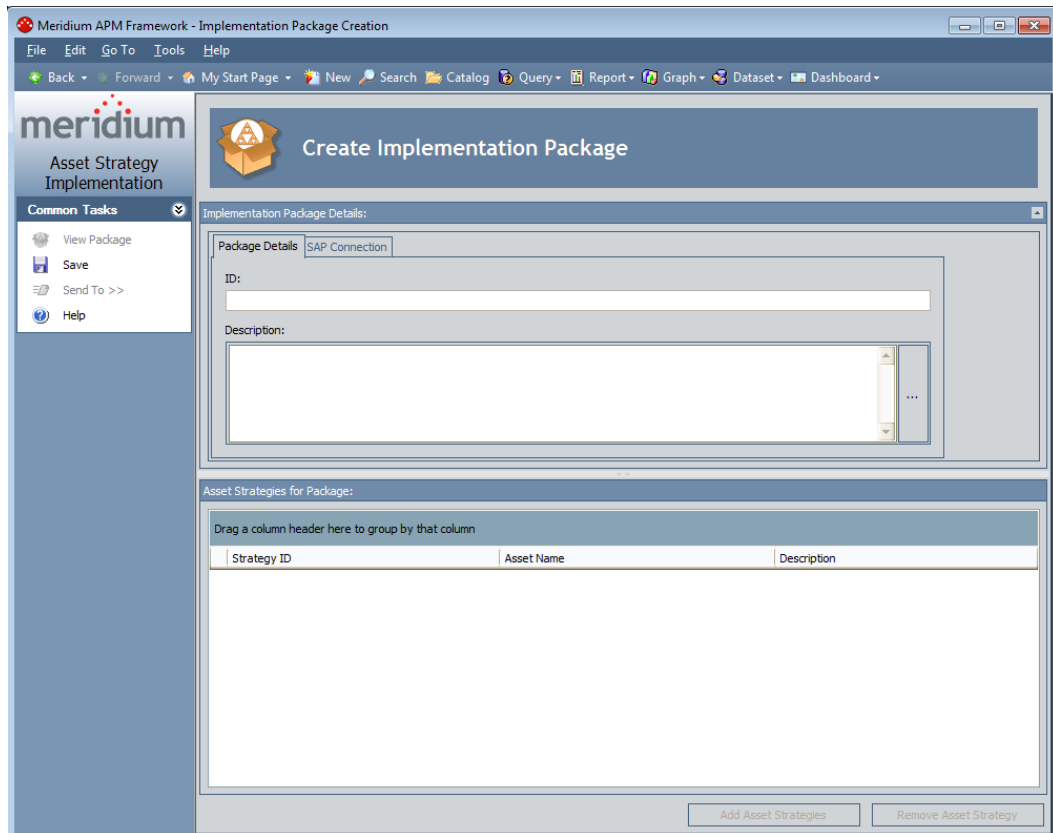 Meridium APM Framework - Implementation Package Creation
File Edit Go To Tools Help
Back Forward My Start Page New Search Catalog Query Report Graph Dataset Dashboard
meridium
Asset Strategy
Implementation
Common Tasks
View Package
Save
Send To >>
Help
Create Implementation Package
Implementation Package Details:
Package Details SAP Connection
ID:
Description:
...
Asset Strategies for Package:
Drag a column header here to group by that column
Strategy ID Asset Name Description
Add Asset Strategies Remove Asset Strategy